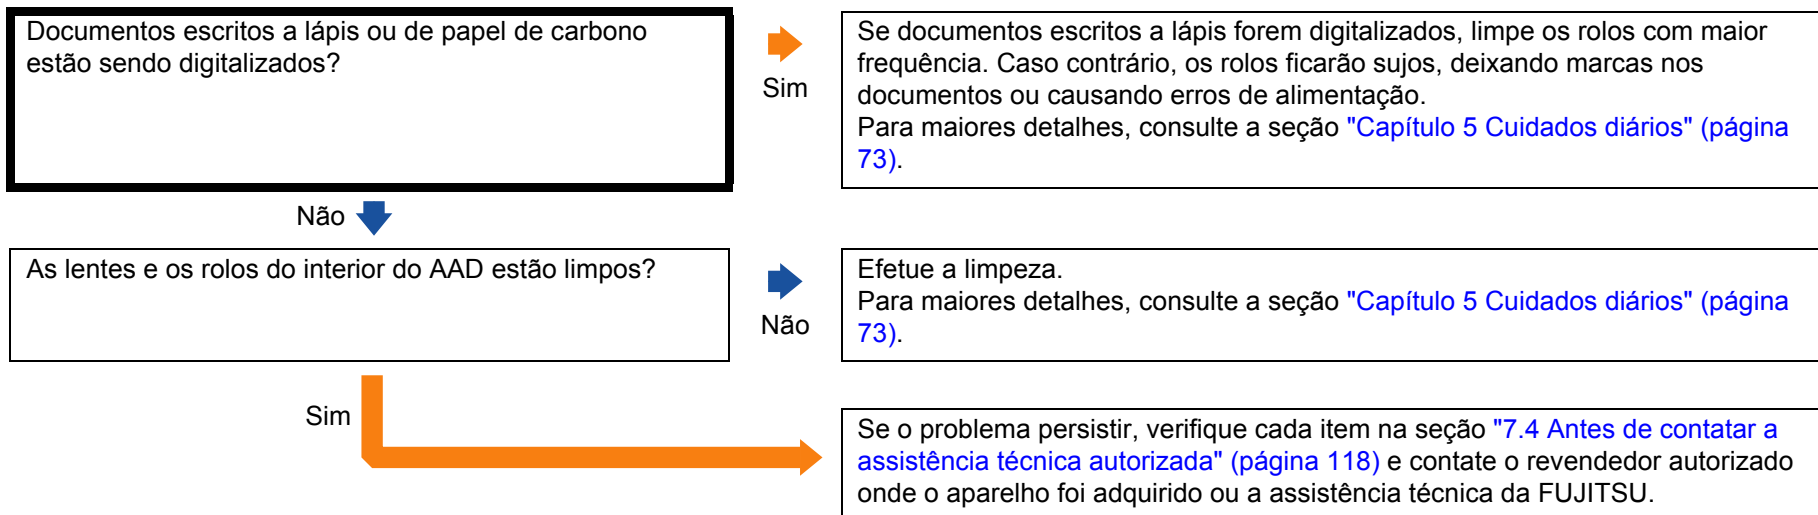 Documentos escritos a lápis ou de papel de carbono
estão sendo digitalizados?
Sim
Se documentos escritos a lápis forem digitalizados, limpe os rolos com maior
frequência. Caso contrário, os rolos ficarão sujos, deixando marcas nos
documentos ou causando erros de alimentação.
Para maiores detalhes, consulte a seção "Capítulo 5 Cuidados diários" (página
73).
Não
As lentes e os rolos do interior do AAD estão limpos?
Não
Efetue a limpeza.
Para maiores detalhes, consulte a seção "Capítulo 5 Cuidados diários" (página
73).
Sim
Se o problema persistir, verifique cada item na seção "7.4 Antes de contatar a
assistência técnica autorizada" (página 118) e contate o revendedor autorizado
onde o aparelho foi adquirido ou a assistência técnica da FUJITSU.